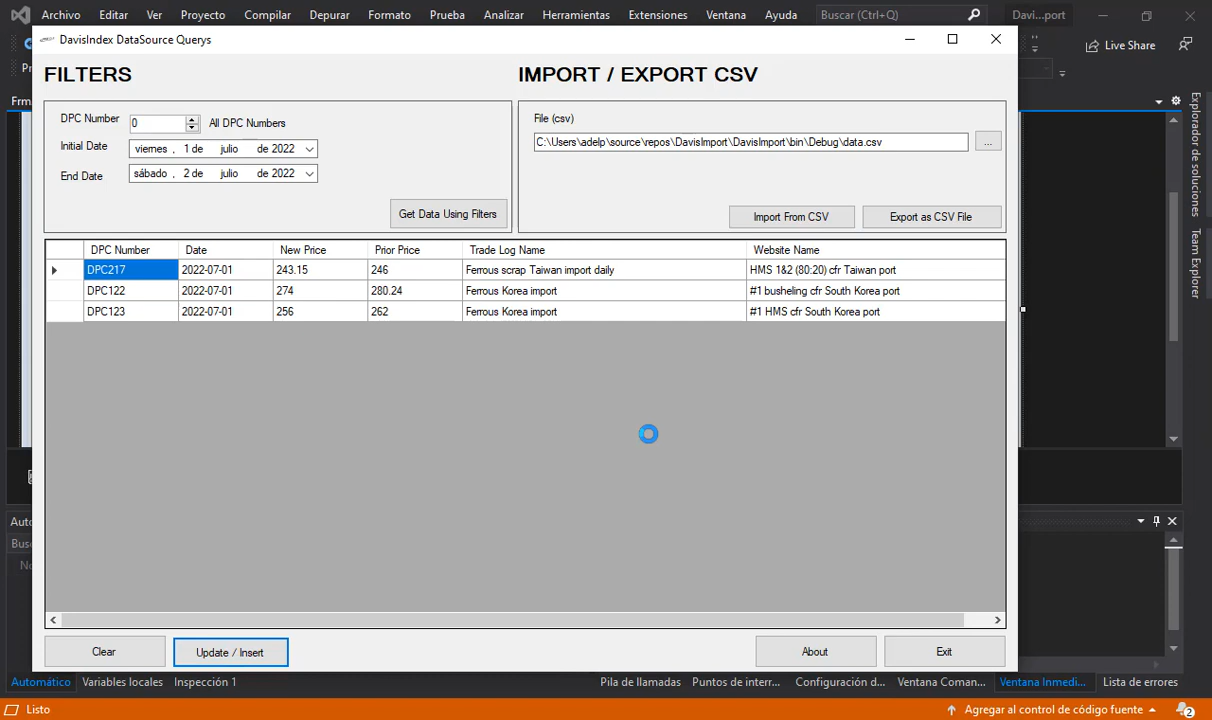 Archivo Editar Ver Proyecto Compilar Depurar Formato Prueba Analizar Herramientas Extensiones Ventana Ayuda Buscar (Ctrl+Q) Davi...port
DavisIndex DataSource Querys
Live Share
FILTERS
IMPORT / EXPORT CSV
DPC Number 0 All DPC Numbers
Initial Date viernes , 1 de julio de 2022
End Date sábado , 2 de julio de 2022
Get Data Using Filters
File (csv)
C:\Users\adelp\source\repos\DavisImport\DavisImport\bin\Debug\data.csv ...
Import From CSV Export as CSV File
DPC Number Date New Price Prior Price Trade Log Name Website Name
DPC217 2022-07-01 243.15 246 Ferrous scrap Taiwan import daily HMS 1&2 (80:20) cfr Taiwan port
DPC122 2022-07-01 274 280.24 Ferrous Korea import #1 busheling cfr South Korea port
DPC123 2022-07-01 256 262 Ferrous Korea import #1 HMS cfr South Korea port
Clear Update / Insert About Exit
Explorador de soluciones
Team Explorer
Automático Variables locales Inspección 1 Pila de llamadas Puntos de interr... Configuración d... Ventana Coman... Ventana Inmedi... Lista de errores
Listo Agregar al control de código fuente 2